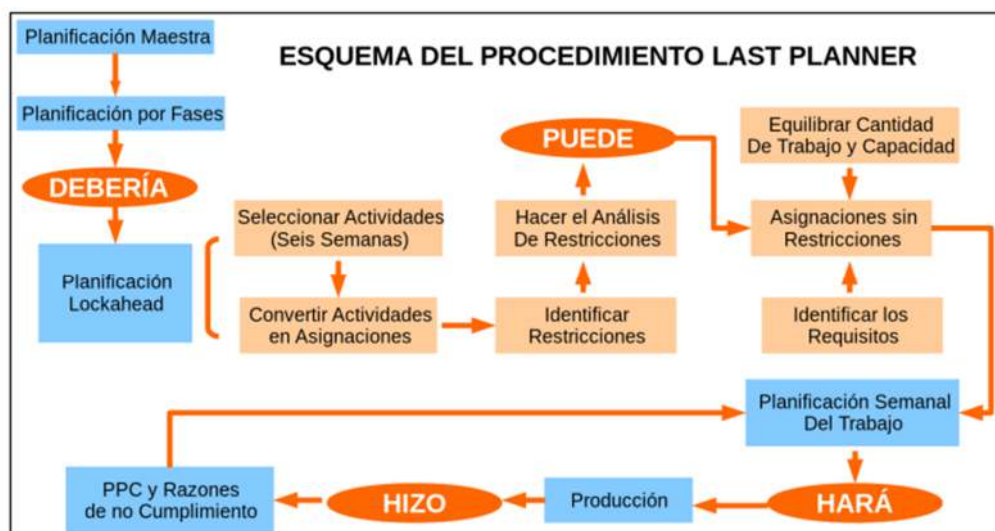 Planificación Maestra
ESQUEMA DEL PROCEDIMIENTO LAST PLANNER
Planificación por Fases
DEBERÍA
Planificación
Lockahead
Seleccionar Actividades
(Seis Semanas)
Convertir Actividades
en Asignaciones
Identificar
Restricciones
Hacer el Análisis
De Restricciones
PUEDE
Equilibrar Cantidad
De Trabajo y Capacidad
Asignaciones sin
Restricciones
Identificar los
Requisitos
Planificación Semanal
Del Trabajo
HARÁ
Producción
HIZO
PPC y Razones
de no Cumplimiento